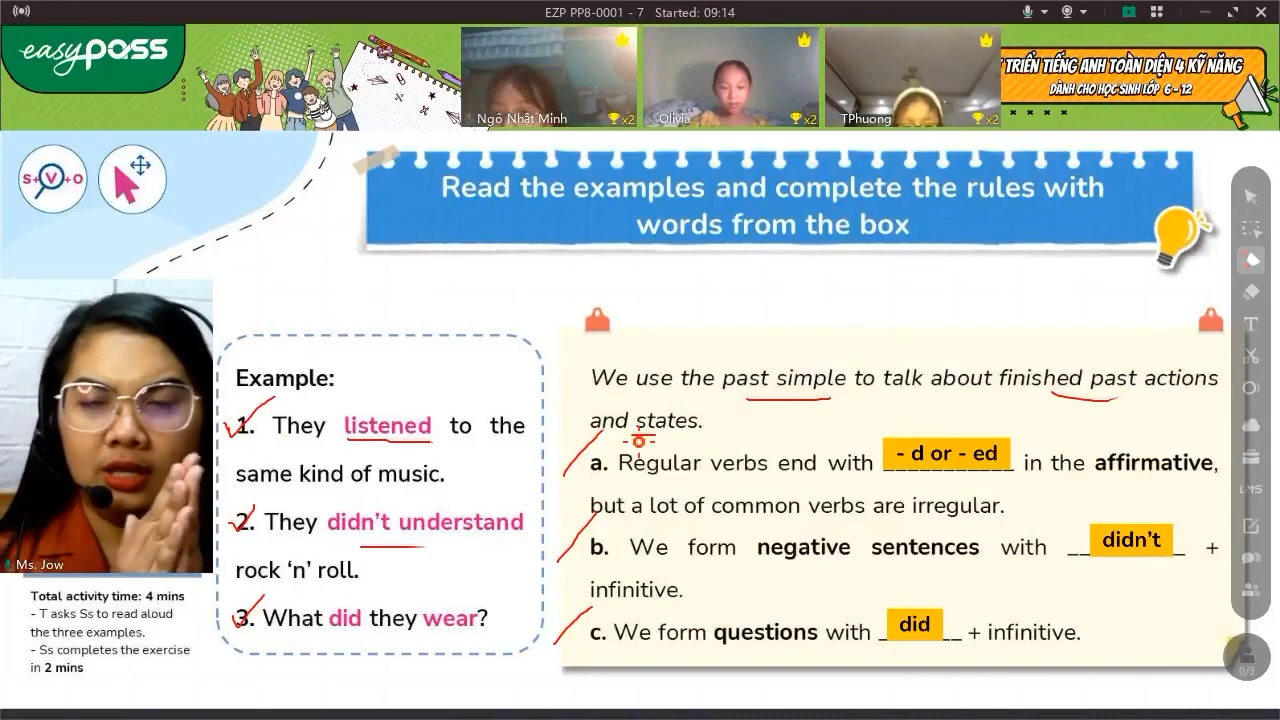 EZP PP8-0001 - 7 Started: 09:14
easy pass
Ngô Nhật Minh x2
Olivia x2
TPhuong x2
TRIỂN TIẾNG ANH TOÀN DIỆN 4 KỸ NĂNG
DÀNH CHO HỌC SINH LỚP 6 - 12
S+V+O
Read the examples and complete the rules with
words from the box
Example:
1. They listened to the
same kind of music.
2. They didn't understand
rock 'n' roll.
3. What did they wear?
We use the past simple to talk about finished past actions
and states.
a. Regular verbs end with - d or - ed in the affirmative,
but a lot of common verbs are irregular.
b. We form negative sentences with __ didn't _ +
infinitive.
c. We form questions with _ did __ + infinitive.
Ms. Jow
Total activity time: 4 mins
- T asks Ss to read aloud
the three examples.
- Ss completes the exercise
in 2 mins
T
LMS
0/3